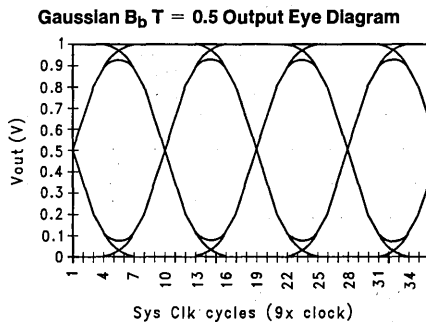 Gaussian Bb T = 0.5 Output Eye Diagram
1
0.9
0.8
0.7
0.6
0.5
0.4
0.3
0.2
0.1
0
Vout (V)
1 4 7 10 13 16 19 22 25 28 31 34
Sys Clk cycles (9x clock)